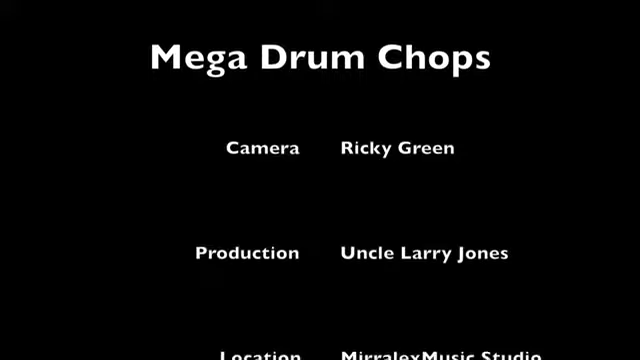 Mega Drum Chops
Camera Ricky Green
Production Uncle Larry Jones
Location MirralexMusic Studio